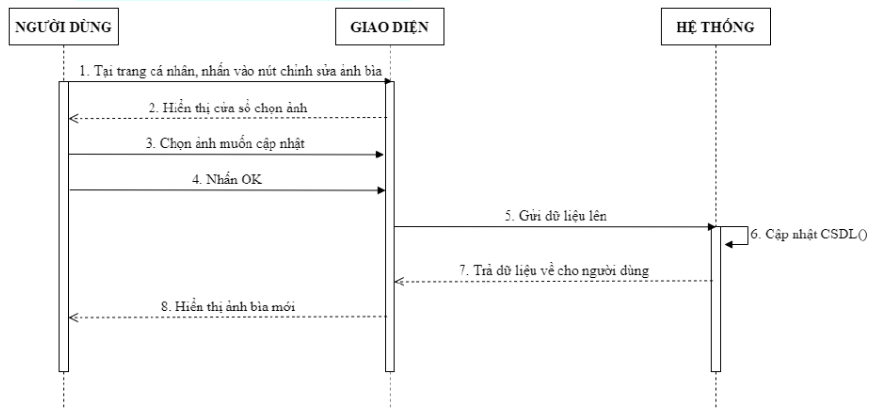 NGƯỜI DÙNG
GIAO DIỆN
HỆ THỐNG
1. Tại trang cá nhân, nhấn vào nút chỉnh sửa ảnh bìa
2. Hiển thị cửa sổ chọn ảnh
3. Chọn ảnh muốn cập nhật
4. Nhấn OK
5. Gửi dữ liệu lên
6. Cập nhật CSDL()
7. Trả dữ liệu về cho người dùng
8. Hiển thị ảnh bìa mới